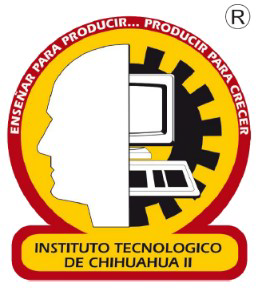 ®
ENSEÑAR PARA PRODUCIR... PRODUCIR PARA CRECER
INSTITUTO TECNOLOGICO
DE CHIHUAHUA II